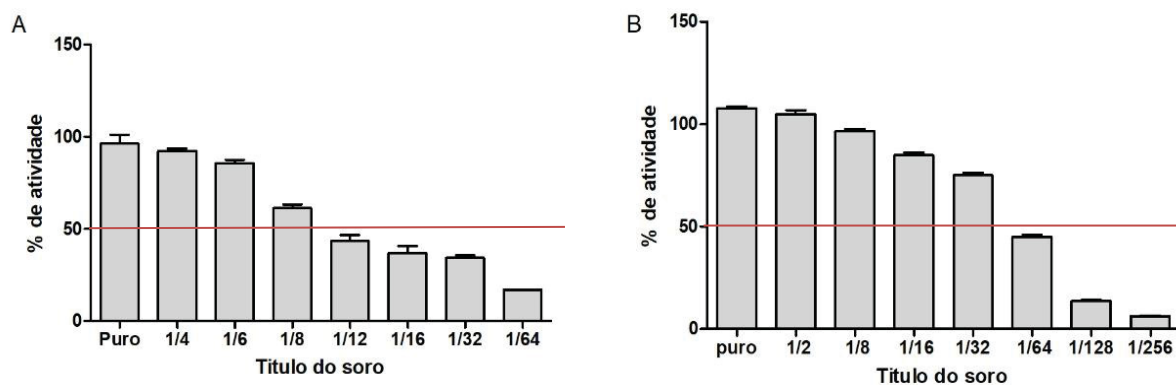 A
% de atividade
150
100
50
0
Puro 1/4 1/6 1/8 1/12 1/16 1/32 1/64
Titulo do soro
B
% de atividade
150
100
50
0
puro 1/2 1/8 1/16 1/32 1/64 1/128 1/256
Titulo do soro